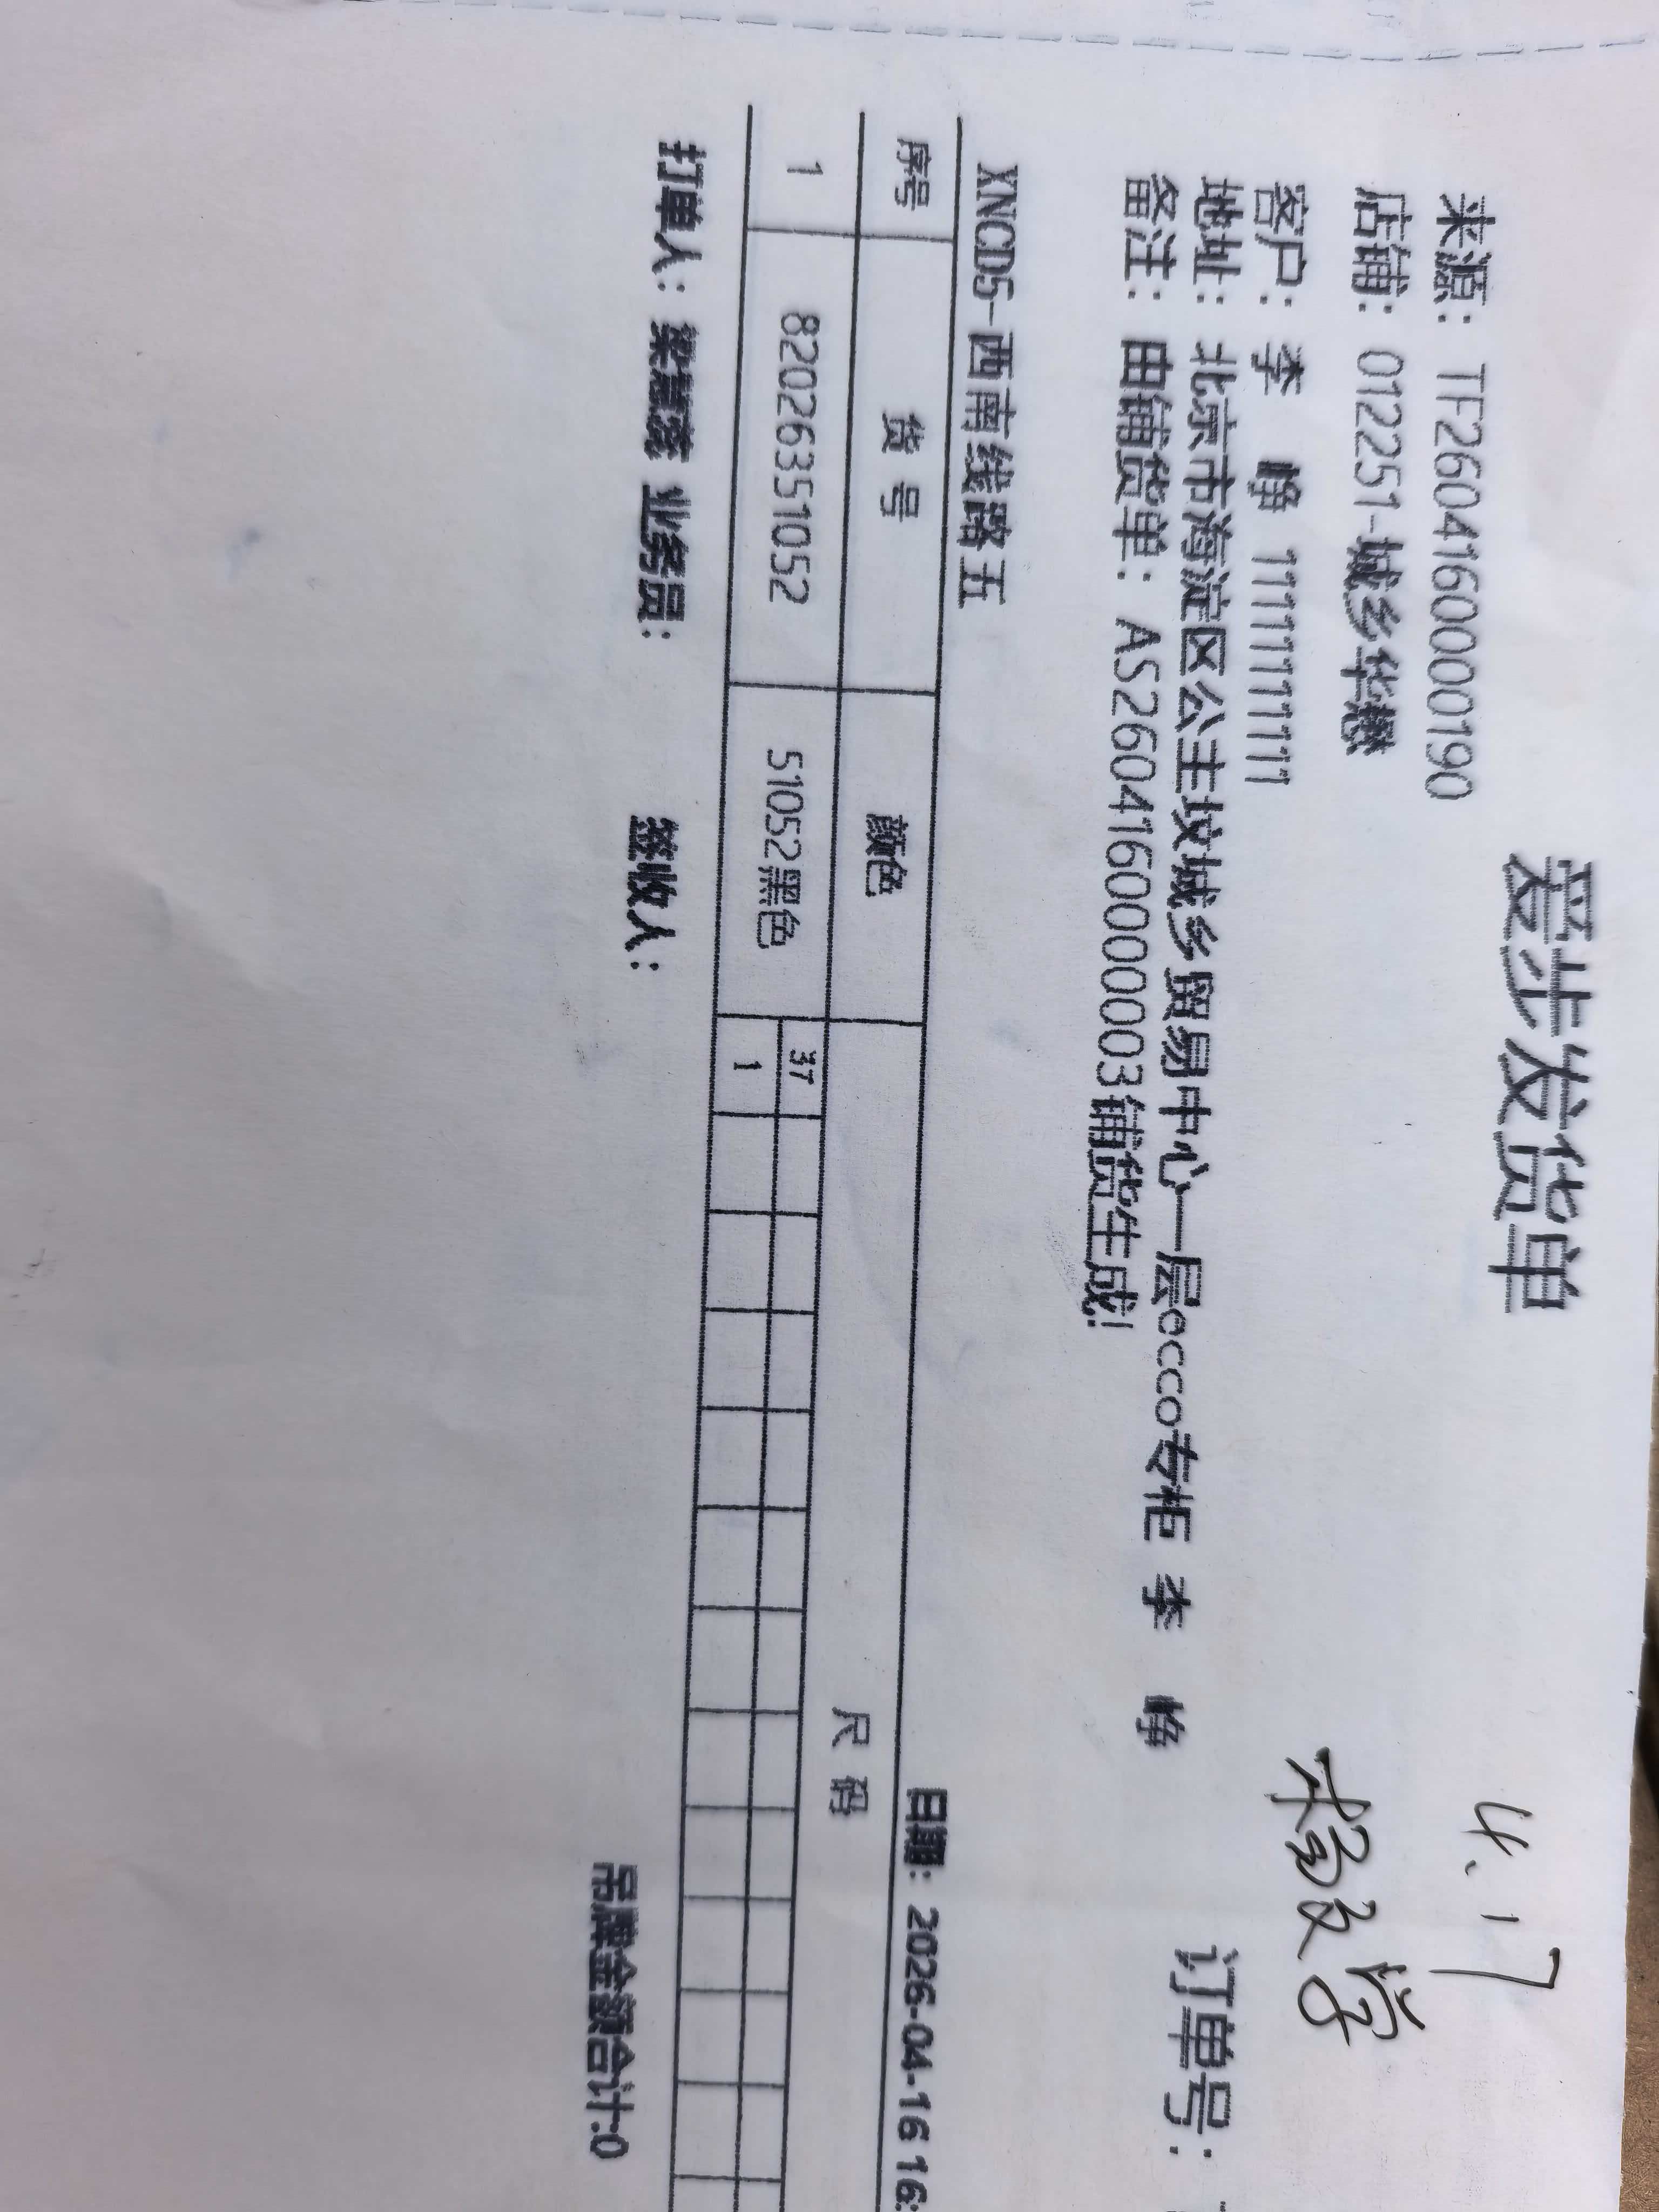 爱步发货单
来源：TF26041600000190
4.17
店铺：012251-城乡华懋
客户：李 峥 11111111111
订单号：
地址：北京市海淀区公主坟城乡贸易中心一层ecco专柜 李 峥
备注：由铺货单：AS26041600000003铺货生成！
XNCD5-西南线路五
日期：2026-04-16 16:
序号 货号 颜色 尺码
1 82026351052 51052黑色 37
1
打单人： 业务员： 签收人： 吊牌金额合计:0